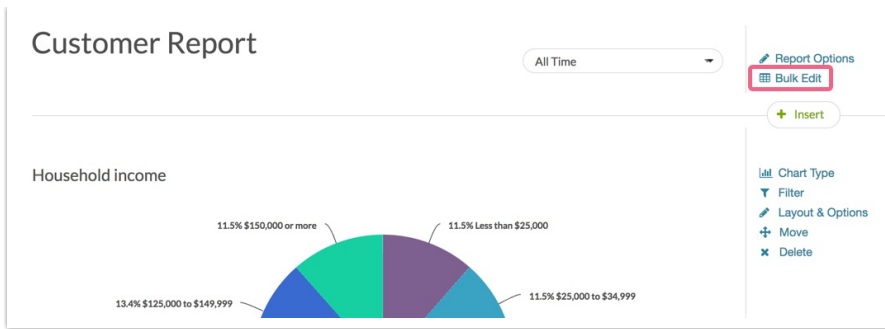 Customer Report
All Time
Report Options
Bulk Edit
+ Insert
Household income
Chart Type
Filter
Layout & Options
Move
Delete
11.5% $150,000 or more
11.5% Less than $25,000
13.4% $125,000 to $149,999
11.5% $25,000 to $34,999